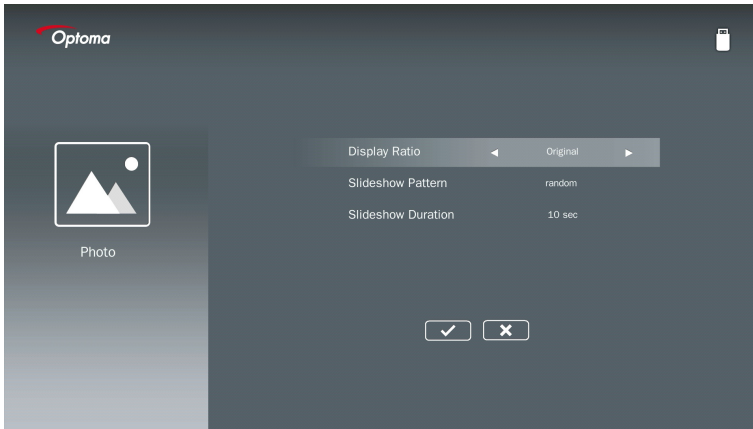 Optoma
Display Ratio Original
Slideshow Pattern random
Slideshow Duration 10 sec
Photo